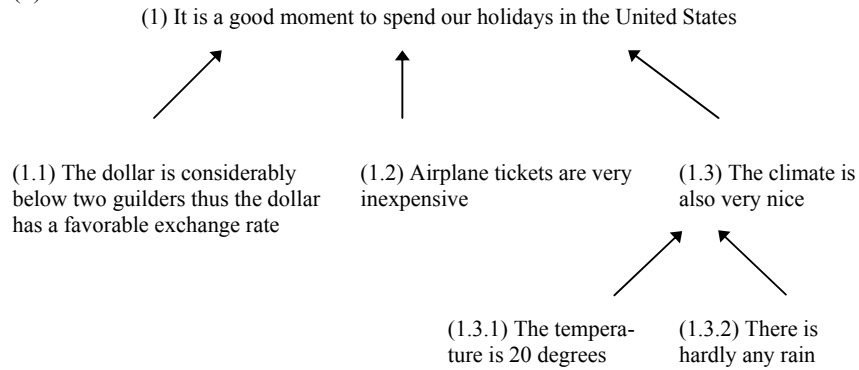 (1) It is a good moment to spend our holidays in the United States
(1.1) The dollar is considerably
below two guilders thus the dollar
has a favorable exchange rate
(1.2) Airplane tickets are very
inexpensive
(1.3) The climate is
also very nice
(1.3.1) The tempera-
ture is 20 degrees
(1.3.2) There is
hardly any rain